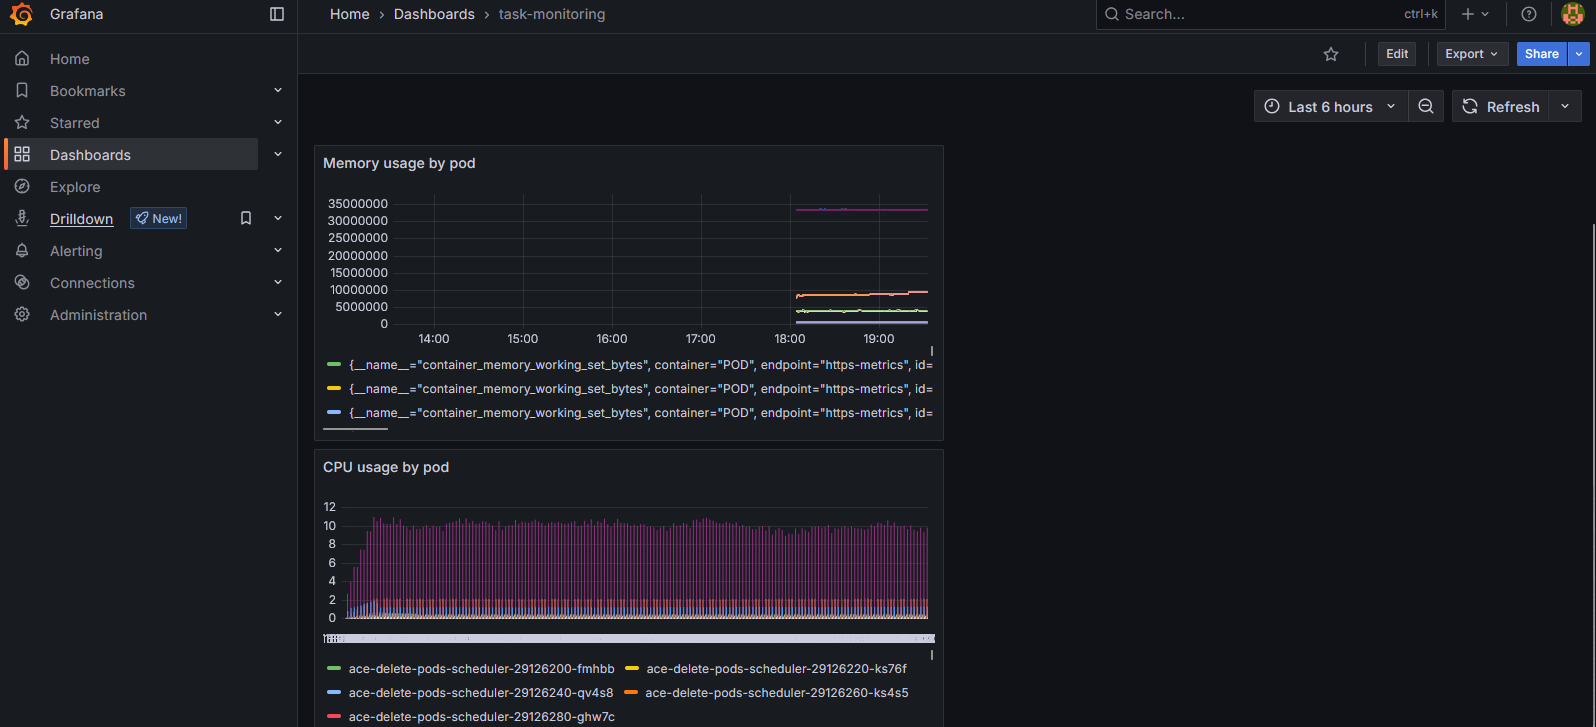 Grafana
Home › Dashboards › task-monitoring
Search...
ctrl+k
Edit
Export
Share
Home
Bookmarks
Starred
Dashboards
Explore
Drilldown
New!
Alerting
Connections
Administration
Last 6 hours
Refresh
Memory usage by pod
35000000
30000000
25000000
20000000
15000000
10000000
5000000
0
14:00 15:00 16:00 17:00 18:00 19:00
{__name__="container_memory_working_set_bytes", container="POD", endpoint="https-metrics", id=
{__name__="container_memory_working_set_bytes", container="POD", endpoint="https-metrics", id=
{__name__="container_memory_working_set_bytes", container="POD", endpoint="https-metrics", id=
CPU usage by pod
12
10
8
6
4
2
0
ace-delete-pods-scheduler-29126200-fmhbb ace-delete-pods-scheduler-29126220-ks76f
ace-delete-pods-scheduler-29126240-qv4s8 ace-delete-pods-scheduler-29126260-ks4s5
ace-delete-pods-scheduler-29126280-ghw7c